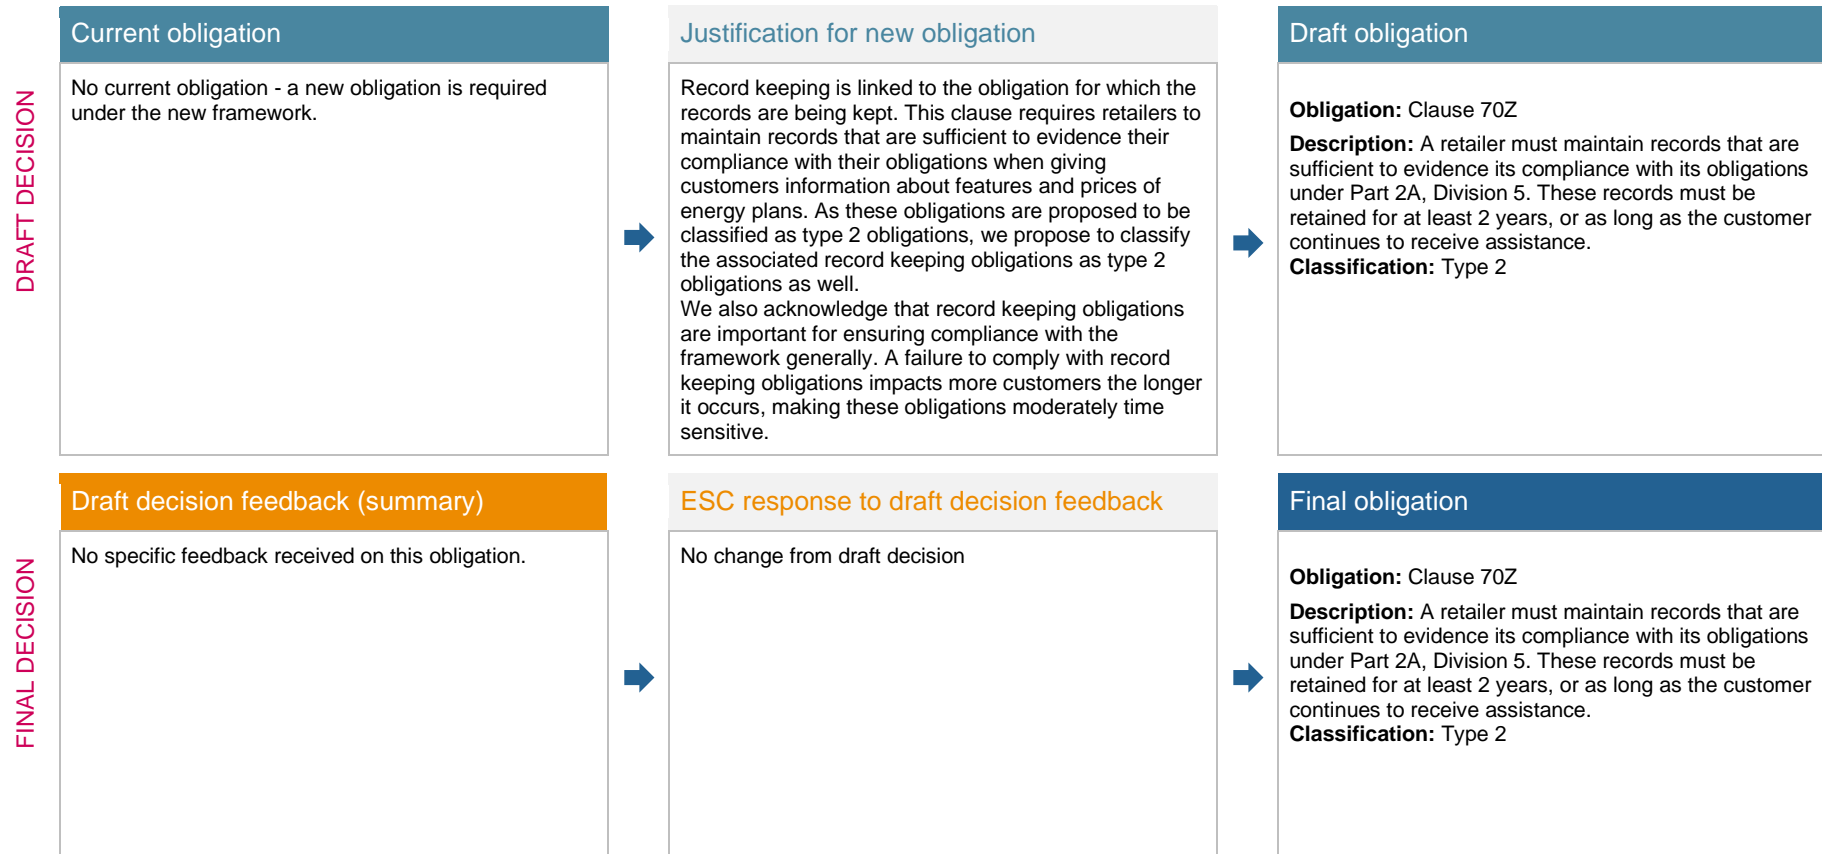 DRAFT DECISION
Current obligation
No current obligation - a new obligation is required
under the new framework.
Justification for new obligation
Record keeping is linked to the obligation for which the
records are being kept. This clause requires retailers to
maintain records that are sufficient to evidence their
compliance with their obligations when giving
customers information about features and prices of
energy plans. As these obligations are proposed to be
classified as type 2 obligations, we propose to classify
the associated record keeping obligations as type 2
obligations as well.
We also acknowledge that record keeping obligations
are important for ensuring compliance with the
framework generally. A failure to comply with record
keeping obligations impacts more customers the longer
it occurs, making these obligations moderately time
sensitive.
Draft obligation
Obligation: Clause 70Z
Description: A retailer must maintain records that are
sufficient to evidence its compliance with its obligations
under Part 2A, Division 5. These records must be
retained for at least 2 years, or as long as the customer
continues to receive assistance.
Classification: Type 2
FINAL DECISION
Draft decision feedback (summary)
No specific feedback received on this obligation.
ESC response to draft decision feedback
No change from draft decision
Final obligation
Obligation: Clause 70Z
Description: A retailer must maintain records that are
sufficient to evidence its compliance with its obligations
under Part 2A, Division 5. These records must be
retained for at least 2 years, or as long as the customer
continues to receive assistance.
Classification: Type 2